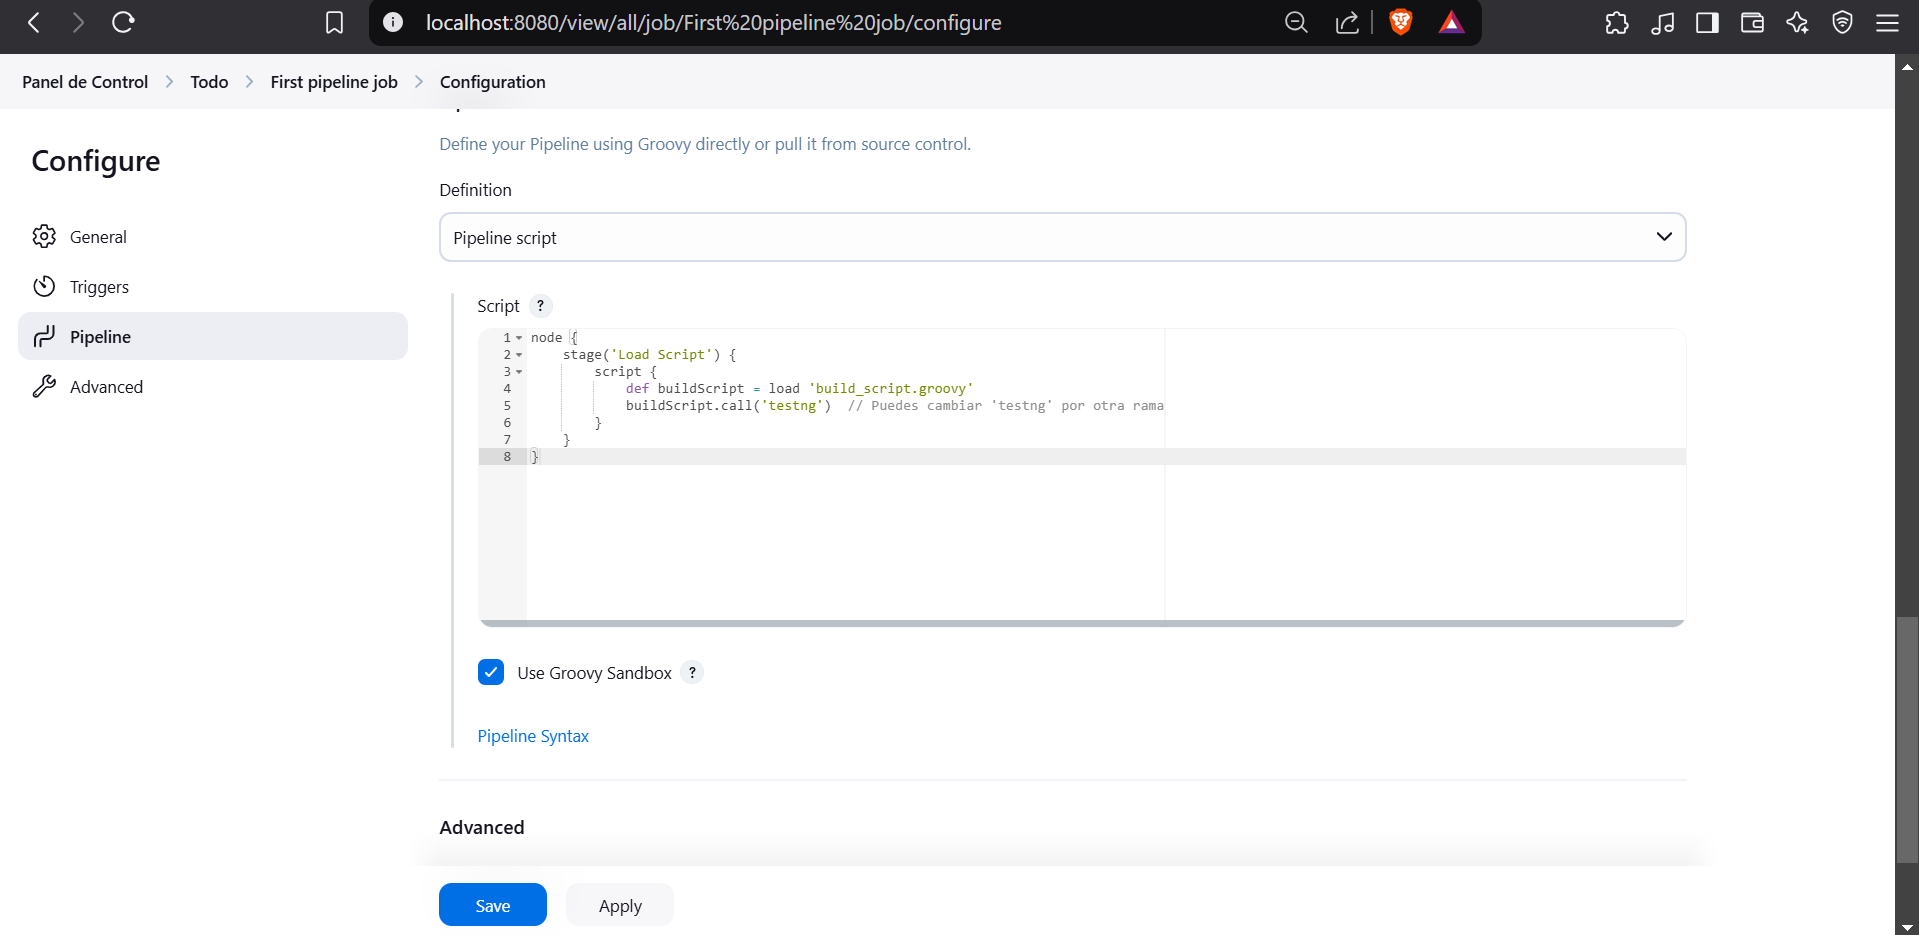 localhost:8080/view/all/job/First%20pipeline%20job/configure
Panel de Control > Todo > First pipeline job > Configuration
Configure
General
Triggers
Pipeline
Advanced
Define your Pipeline using Groovy directly or pull it from source control.
Definition
Pipeline script
Script ?
1 node {
2     stage('Load Script') {
3         script {
4             def buildScript = load 'build_script.groovy'
5             buildScript.call('testng')  // Puedes cambiar 'testng' por otra rama
6         }
7     }
8 }
Use Groovy Sandbox ?
Pipeline Syntax
Advanced
Save
Apply